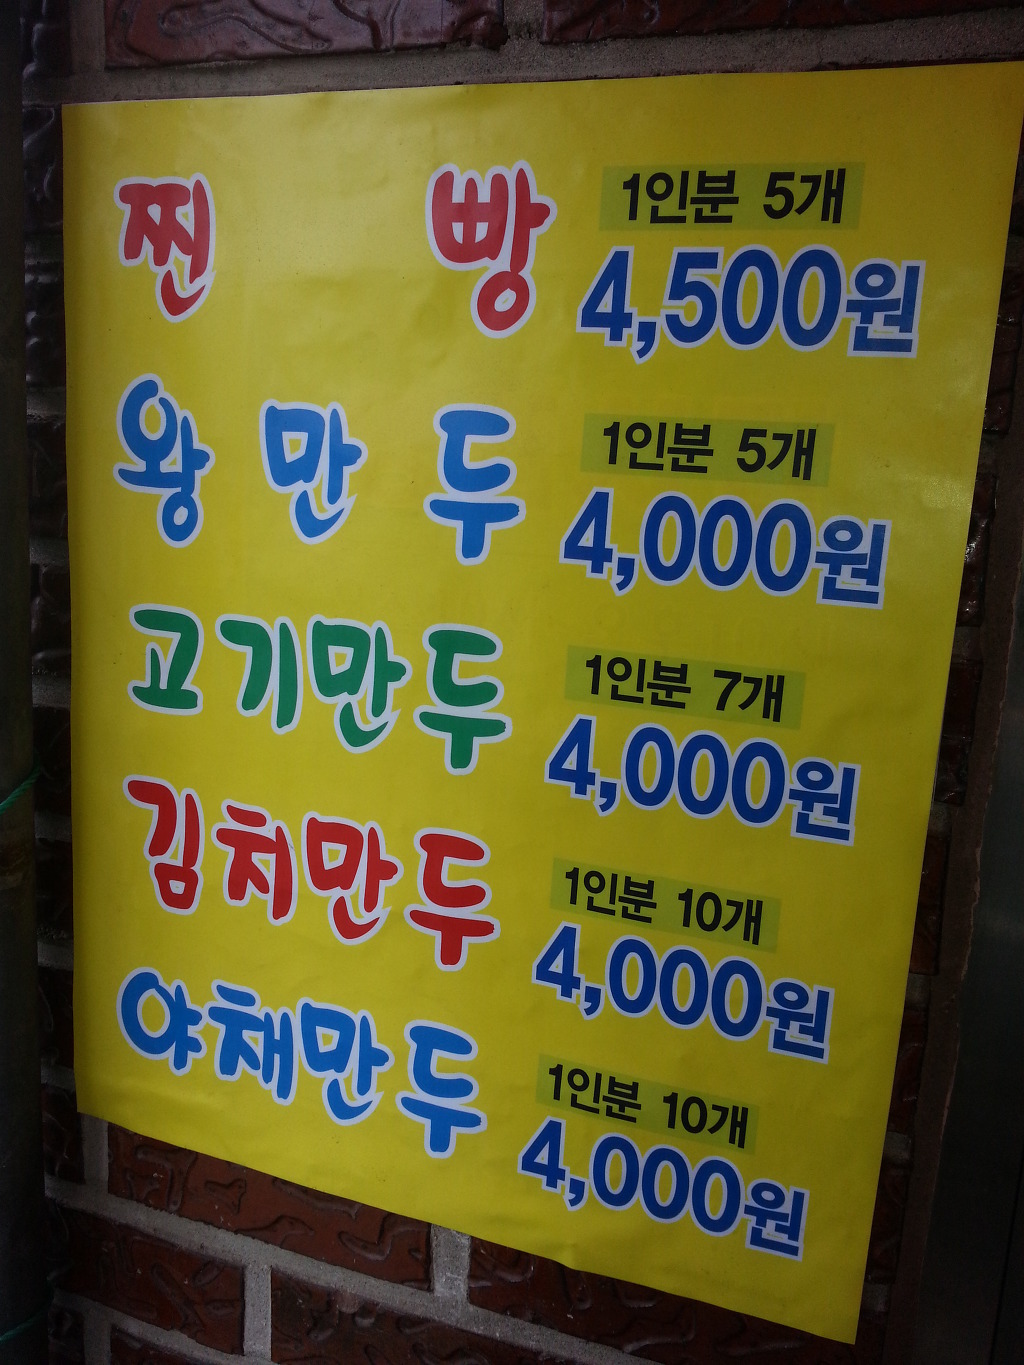 찐빵 1인분 5개
4,500원
왕만두 1인분 5개
4,000원
고기만두 1인분 7개
4,000원
김치만두 1인분 10개
4,000원
야채만두 1인분 10개
4,000원